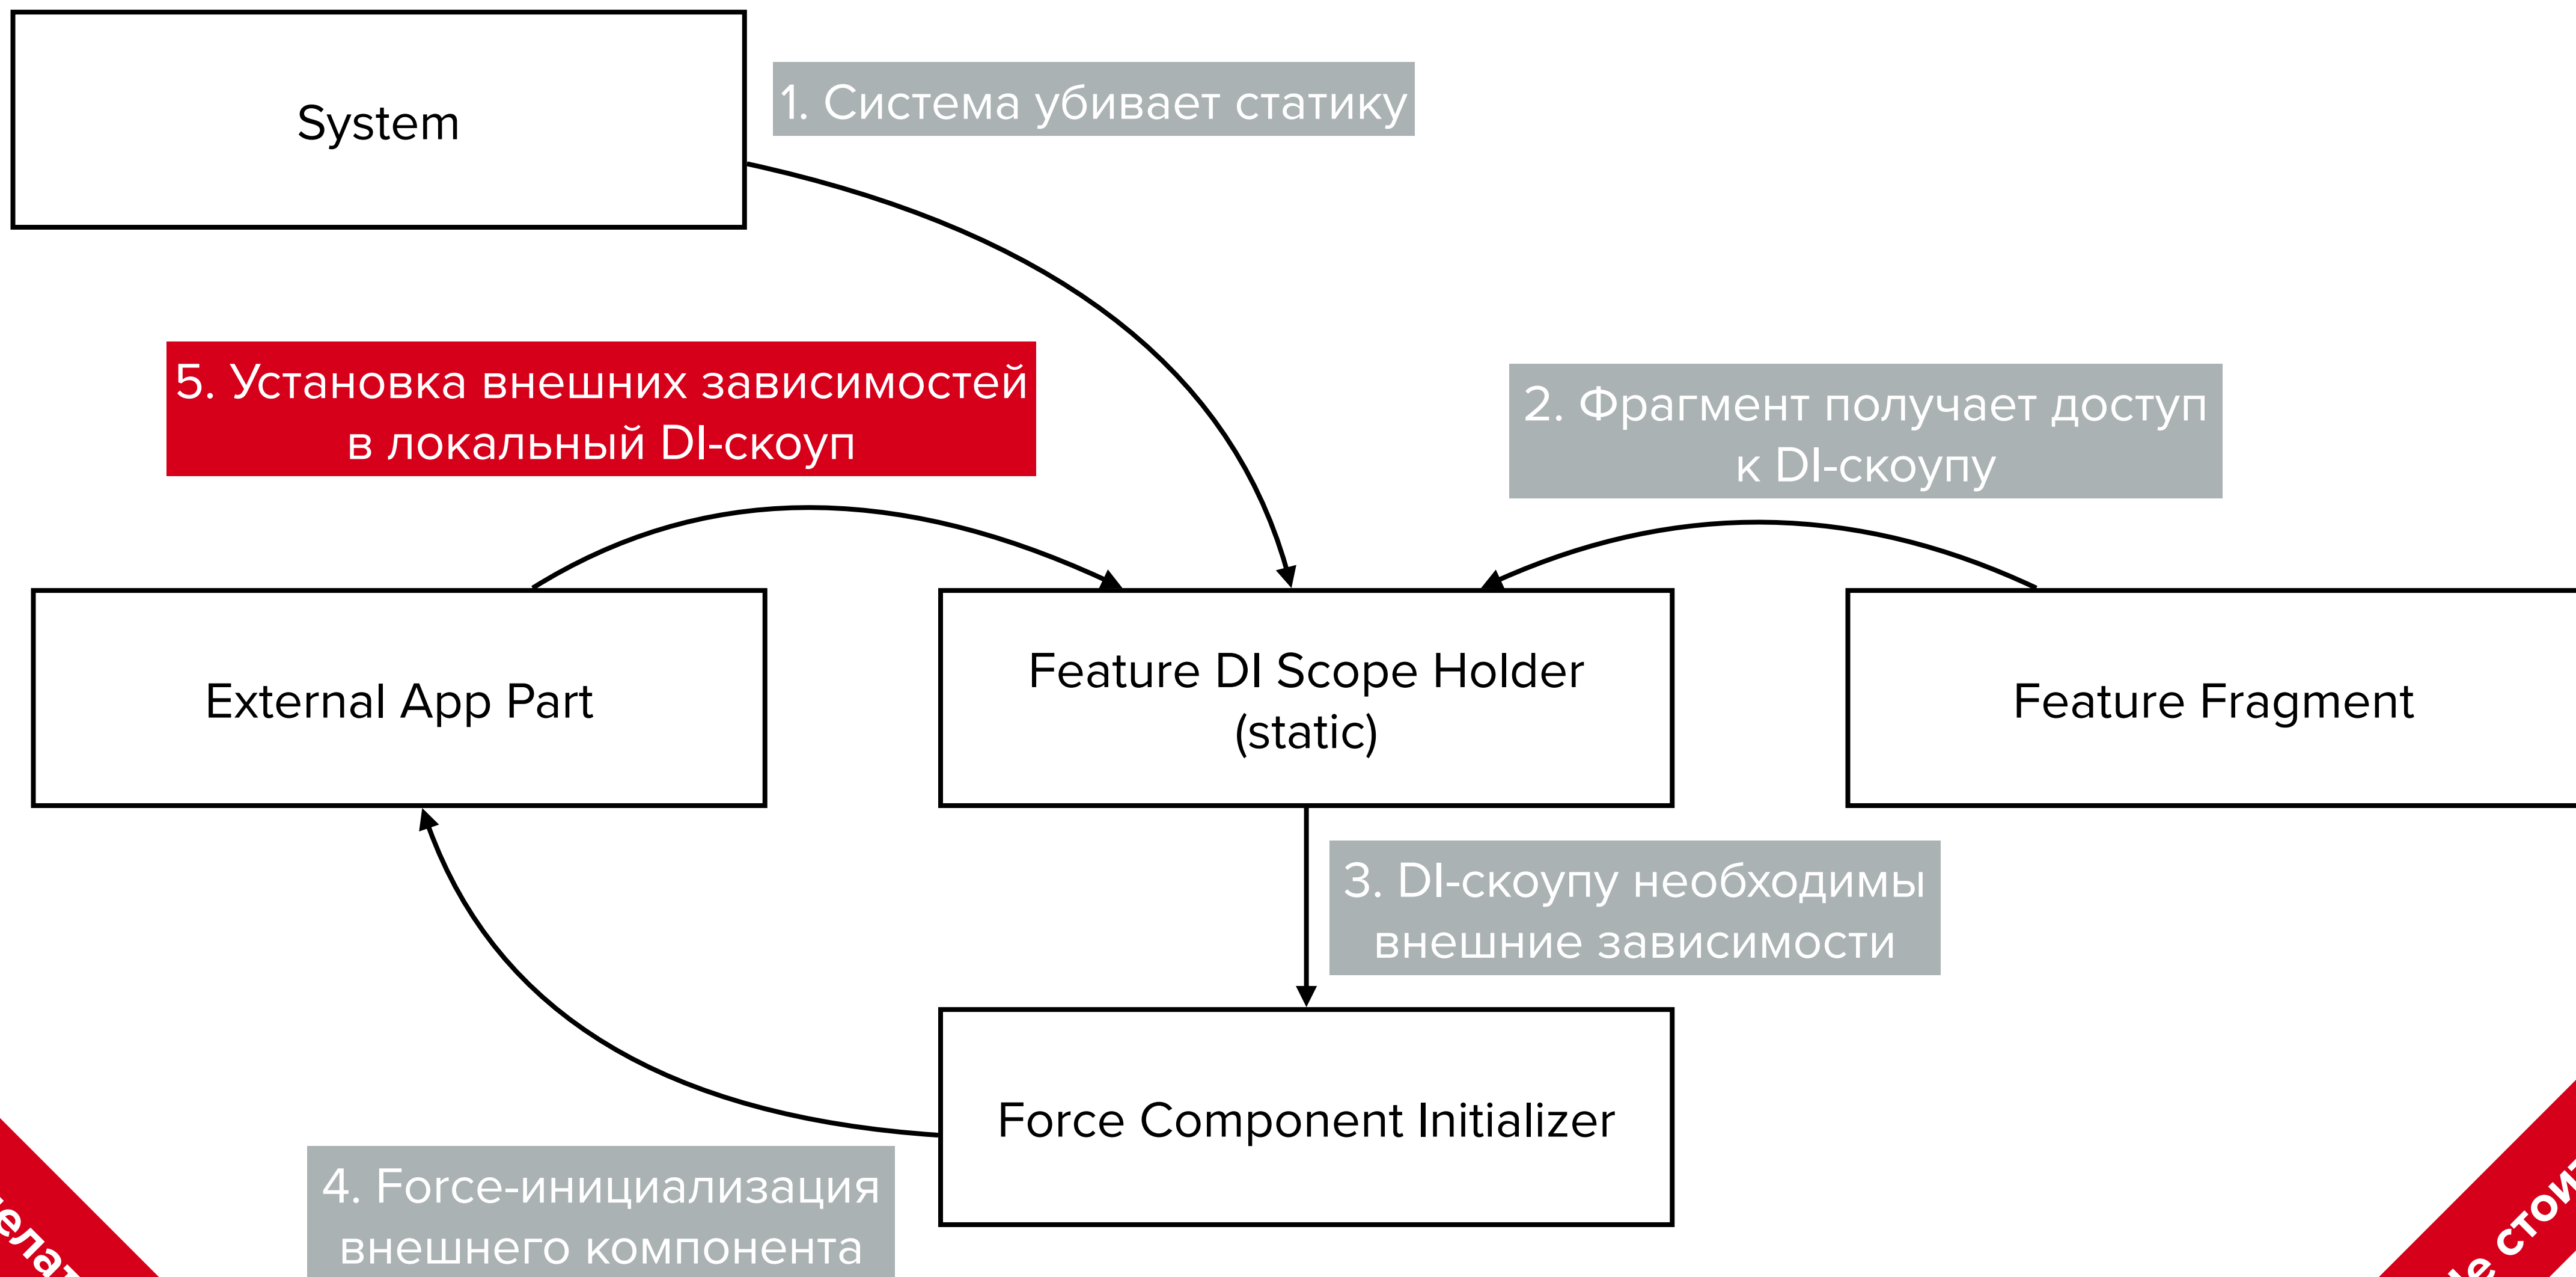 System
1. Система убивает статику
5. Установка внешних зависимостей
в локальный DI-скоуп
2. Фрагмент получает доступ
к DI-скоупу
External App Part
Feature DI Scope Holder
(static)
Feature Fragment
3. DI-скоупу необходимы
внешние зависимости
Force Component Initializer
4. Force-инициализация
внешнего компонента